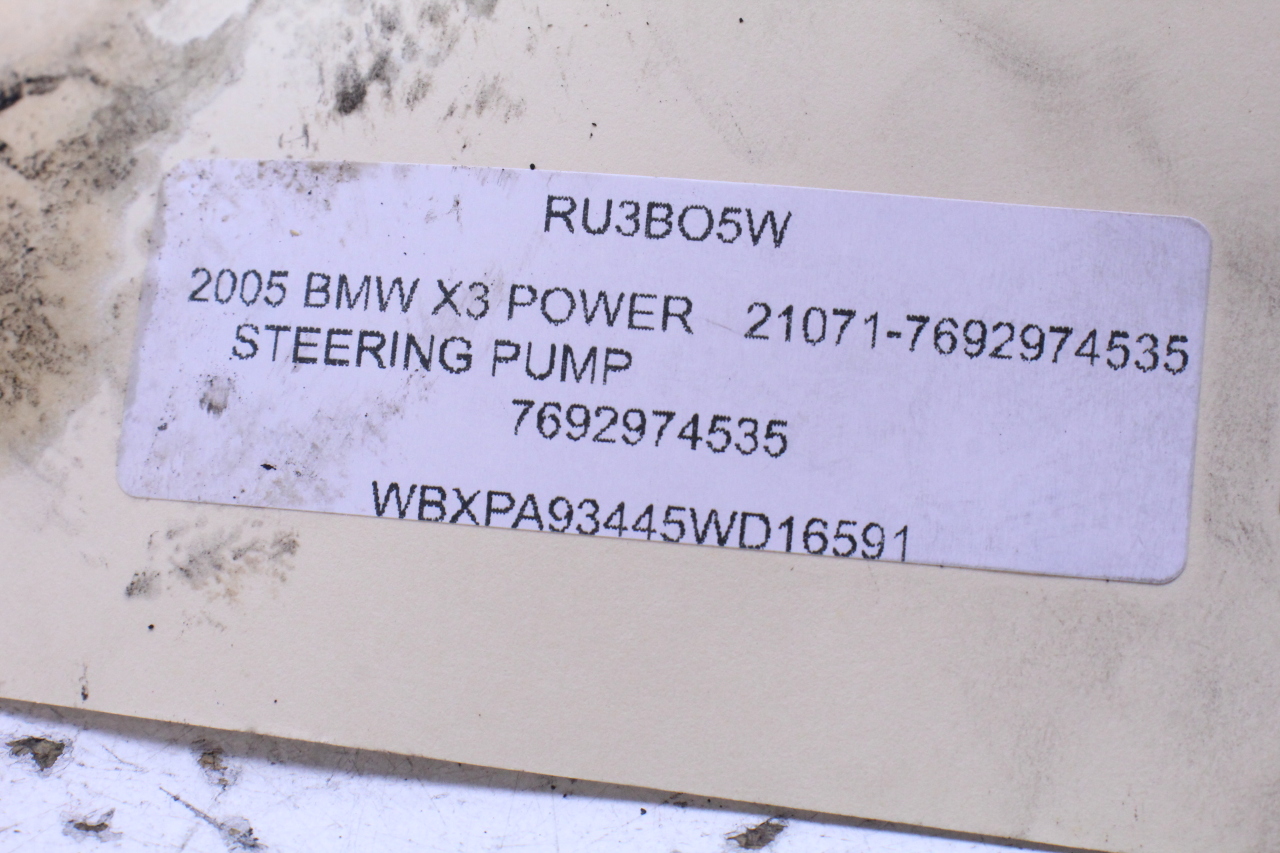 RU3BO5W
2005 BMW X3 POWER 21071-7692974535
STEERING PUMP
7692974535
WBXPA93445WD16591